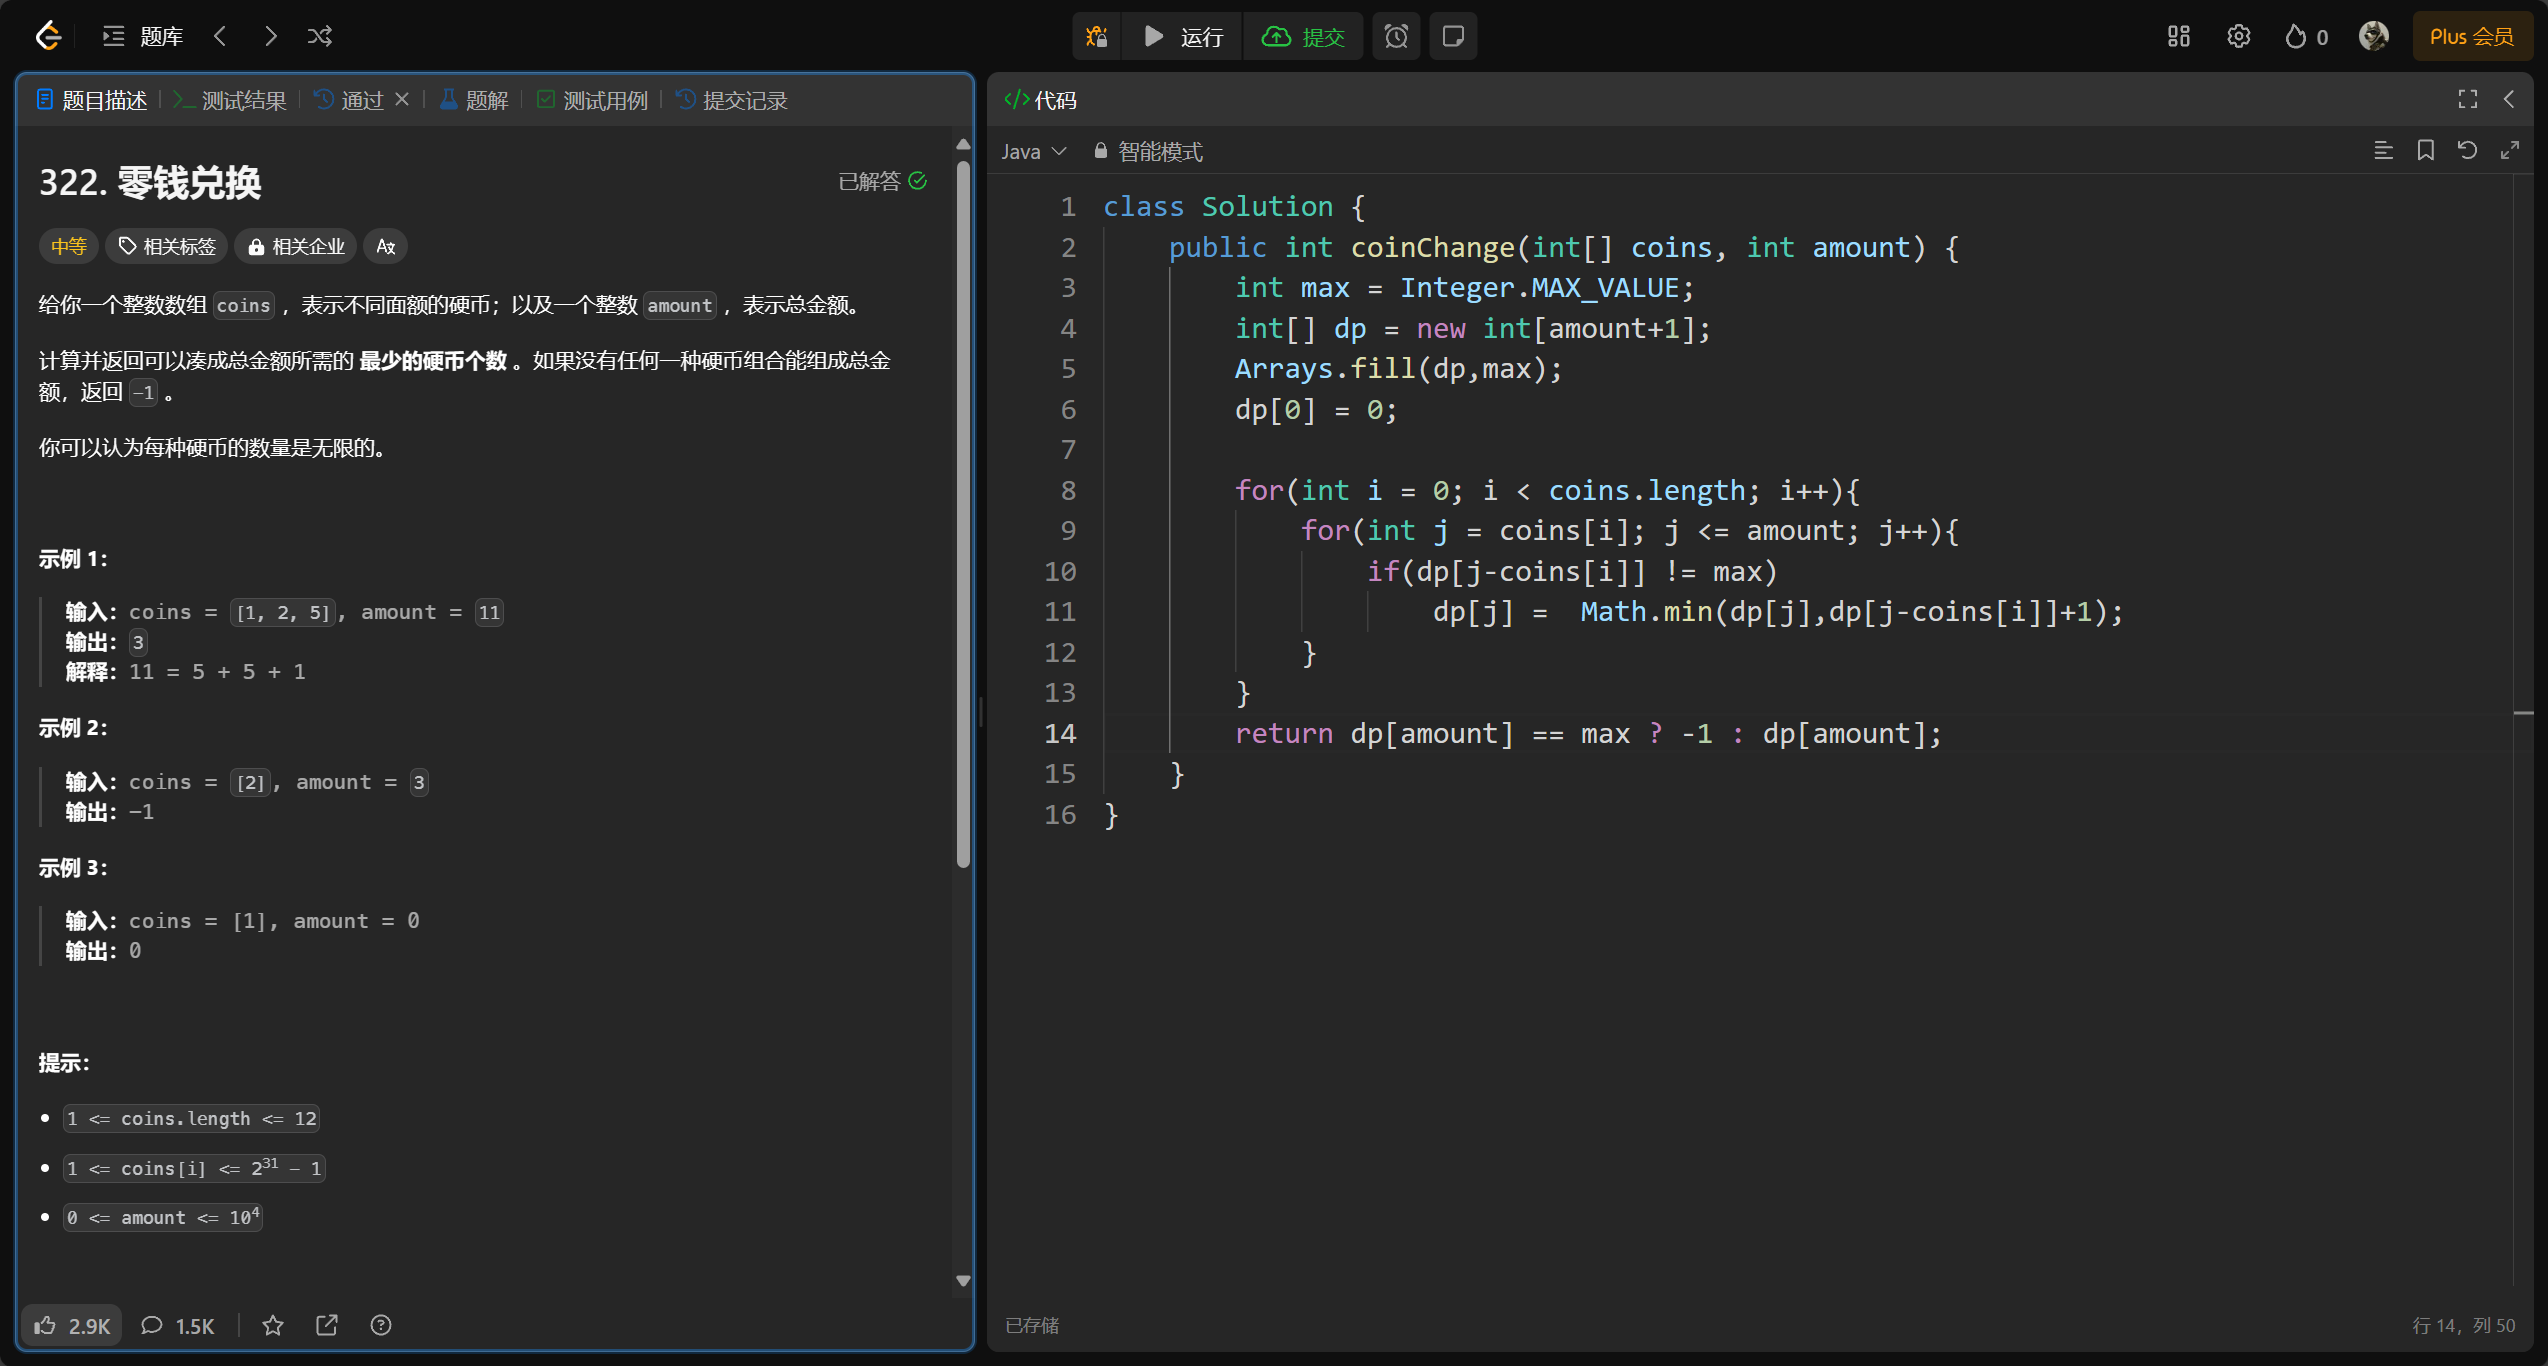 题库
运行
提交
0
Plus 会员
题目描述
测试结果
通过
题解
测试用例
提交记录
322. 零钱兑换
已解答
中等
相关标签
相关企业
给你一个整数数组 coins ，表示不同面额的硬币；以及一个整数 amount ，表示总金额。
计算并返回可以凑成总金额所需的 最少的硬币个数 。如果没有任何一种硬币组合能组成总金
额，返回 -1 。
你可以认为每种硬币的数量是无限的。
示例 1：
输入：coins = [1, 2, 5], amount = 11
输出：3
解释：11 = 5 + 5 + 1
示例 2：
输入：coins = [2], amount = 3
输出：-1
示例 3：
输入：coins = [1], amount = 0
输出：0
提示：
1 <= coins.length <= 12
1 <= coins[i] <= 2³¹ - 1
0 <= amount <= 10⁴
2.9K
1.5K
</> 代码
Java
智能模式
1 class Solution {
2     public int coinChange(int[] coins, int amount) {
3         int max = Integer.MAX_VALUE;
4         int[] dp = new int[amount+1];
5         Arrays.fill(dp,max);
6         dp[0] = 0;
7
8         for(int i = 0; i < coins.length; i++){
9             for(int j = coins[i]; j <= amount; j++){
10                 if(dp[j-coins[i]] != max)
11                     dp[j] =  Math.min(dp[j],dp[j-coins[i]]+1);
12             }
13         }
14         return dp[amount] == max ? -1 : dp[amount];
15     }
16 }
已存储
行 14，列 50